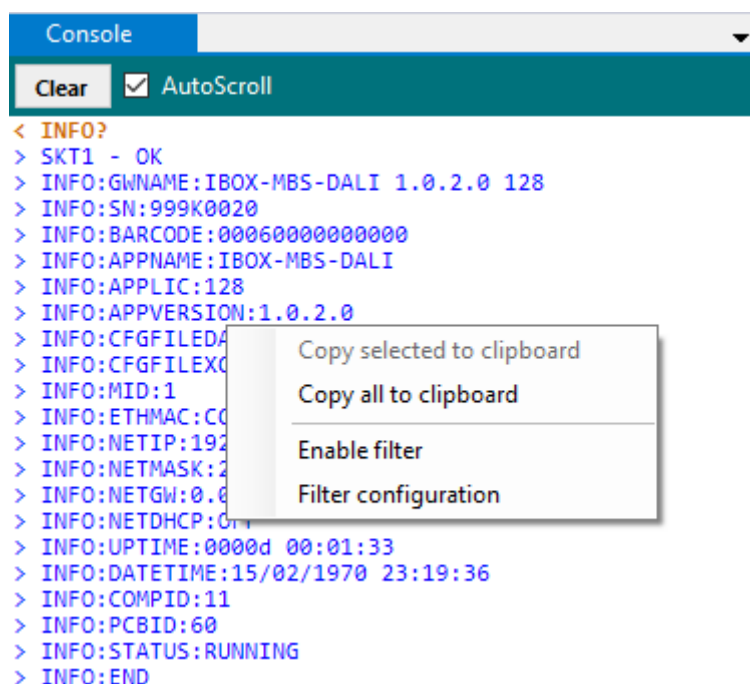 Console
Clear AutoScroll
< INFO?
> SKT1 - OK
> INFO:GWNAME:IBOX-MBS-DALI 1.0.2.0 128
> INFO:SN:999K0020
> INFO:BARCODE:00060000000000
> INFO:APPNAME:IBOX-MBS-DALI
> INFO:APPLIC:128
> INFO:APPVERSION:1.0.2.0
> INFO:CFGFILEDA
> INFO:CFGFILEXC
> INFO:MID:1
> INFO:ETHMAC:CC
> INFO:NETIP:192
> INFO:NETMASK:2
> INFO:NETGW:0.0
> INFO:NETDHCP:OFF
> INFO:UPTIME:0000d 00:01:33
> INFO:DATETIME:15/02/1970 23:19:36
> INFO:COMPID:11
> INFO:PCBID:60
> INFO:STATUS:RUNNING
> INFO:END
Copy selected to clipboard
Copy all to clipboard
Enable filter
Filter configuration